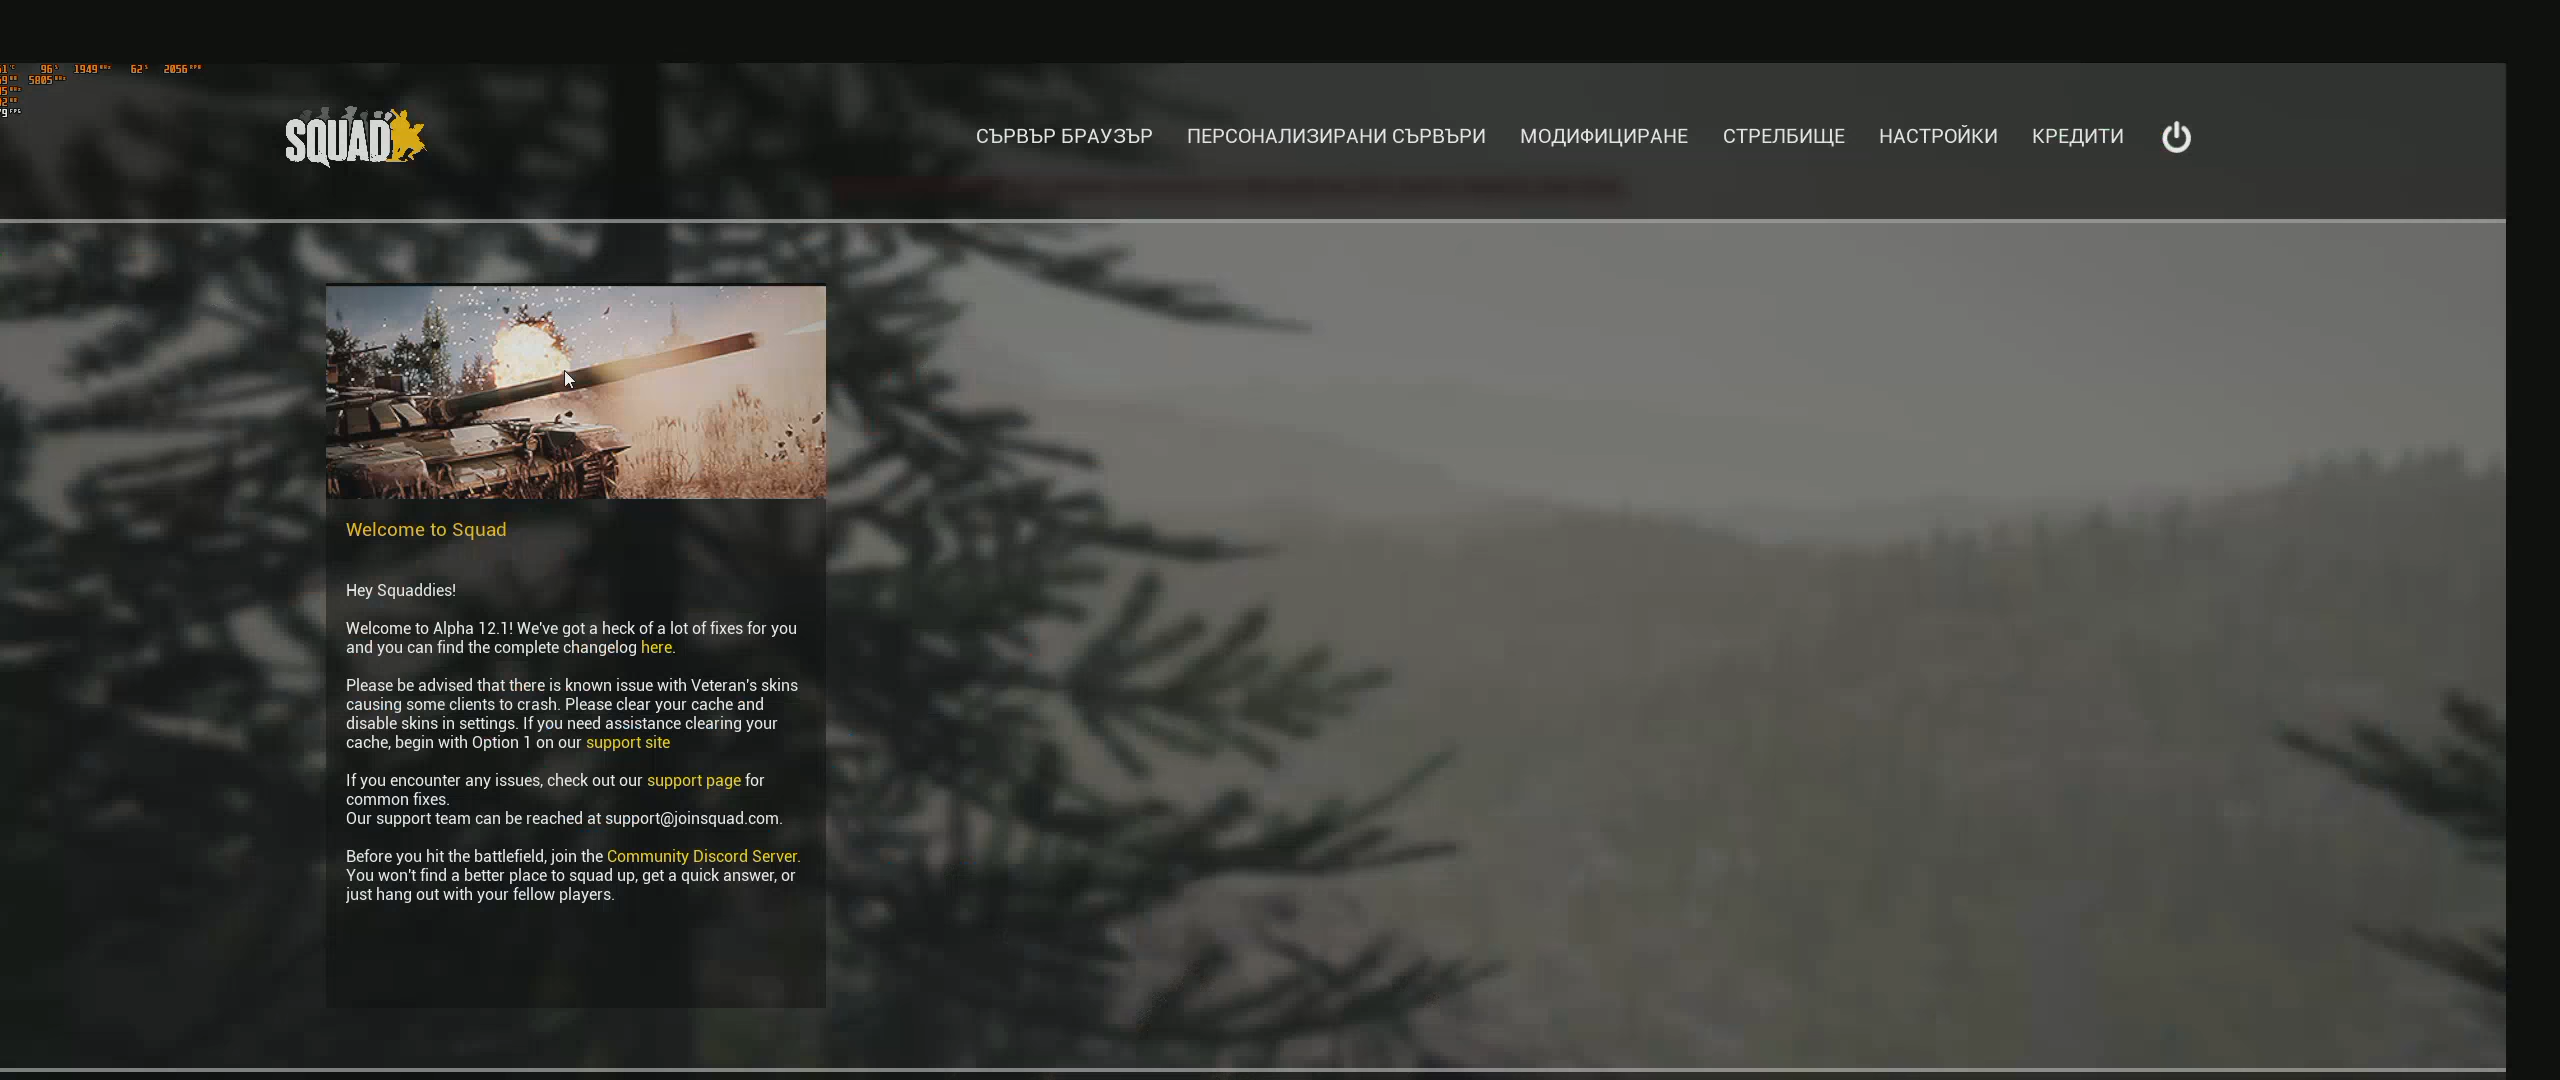 96 1949 62 2056
5805
SQUAD
СЪРВЪР БРАУЗЪР ПЕРСОНАЛИЗИРАНИ СЪРВЪРИ МОДИФИЦИРАНЕ СТРЕЛБИЩЕ НАСТРОЙКИ КРЕДИТИ
Welcome to Squad
Hey Squaddies!
Welcome to Alpha 12.1! We've got a heck of a lot of fixes for you
and you can find the complete changelog here.
Please be advised that there is known issue with Veteran's skins
causing some clients to crash. Please clear your cache and
disable skins in settings. If you need assistance clearing your
cache, begin with Option 1 on our support site
If you encounter any issues, check out our support page for
common fixes.
Our support team can be reached at support@joinsquad.com.
Before you hit the battlefield, join the Community Discord Server.
You won't find a better place to squad up, get a quick answer, or
just hang out with your fellow players.